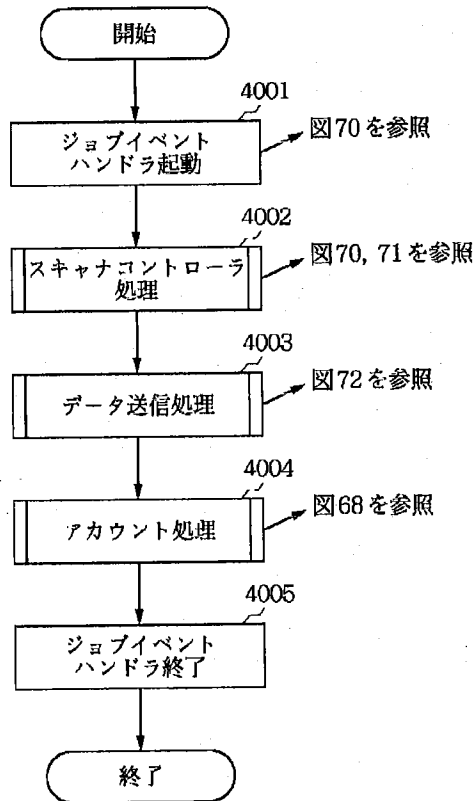 開始
4001
ジョブイベント
ハンドラ起動
図70を参照
4002
スキャナコントローラ
処理
図70, 71を参照
4003
データ送信処理
図72を参照
4004
アカウント処理
図68を参照
4005
ジョブイベント
ハンドラ終了
終了